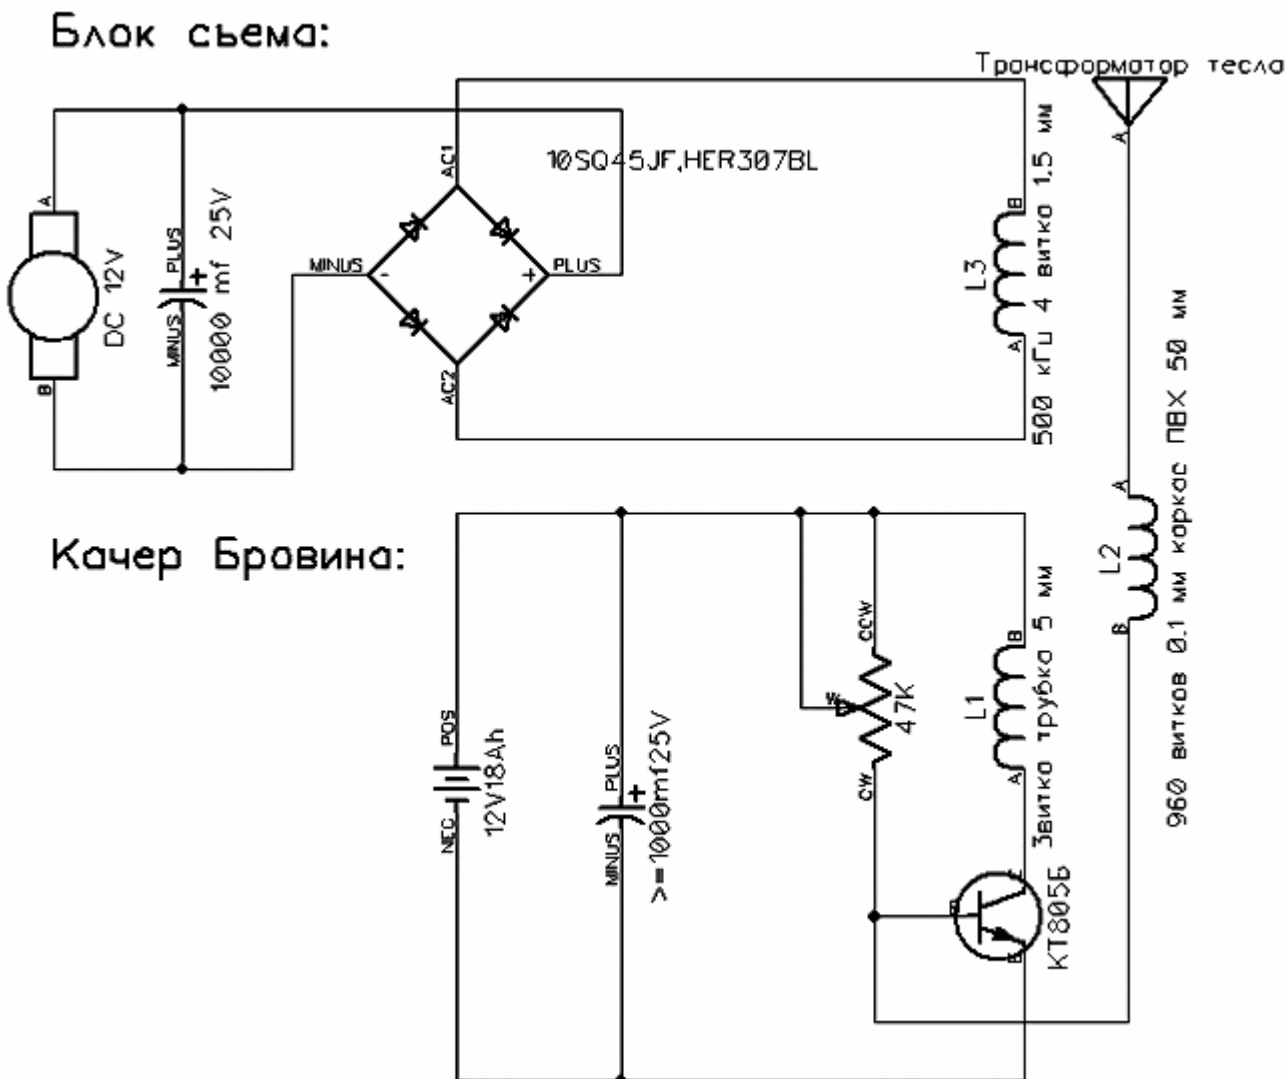 Блок сьема:
Трансформатор тесла
A
AC1
10SQ45JF,HER307BL
A
B
4 витка 1.5 мм
500 кГц
L3
A
DC 12V
B
PLUS
+
MINUS
10000 mf 25V
MINUS
-
+
PLUS
AC2
Качер Бровина:
A
L2
B
960 витков 0.1 мм каркас ПВХ 50 мм
POS
NEG
12V18Ah
PLUS
+
MINUS
>=1000mf25V
CCW
W
47K
CW
B
L1
A
3витка трубка 5 мм
C
B
E
КТ805Б